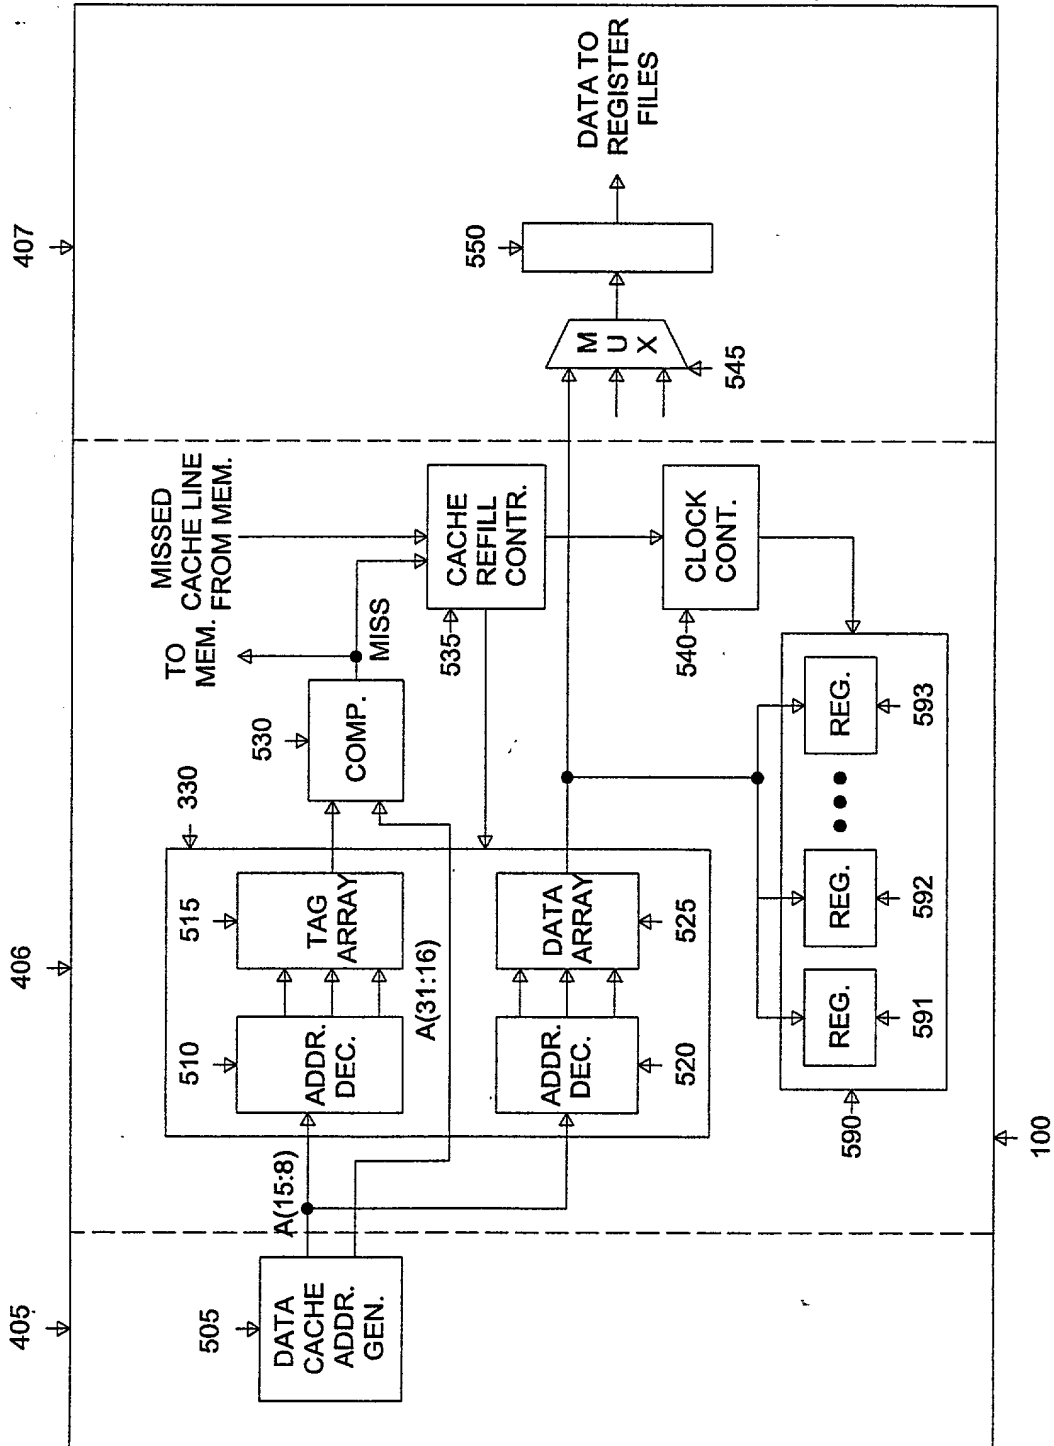 405
406
407
505
DATA
CACHE
ADDR.
GEN.
A(15:8)
A(31:16)
510
ADDR.
DEC.
515
TAG
ARRAY
330
520
ADDR.
DEC.
525
DATA
ARRAY
530
COMP.
TO
MEM.
MISS
MISSED
CACHE LINE
FROM MEM.
535
CACHE
REFILL
CONTR.
540
CLOCK
CONT.
590
591
REG.
592
REG.
593
REG.
545
M
U
X
550
DATA TO
REGISTER
FILES
100